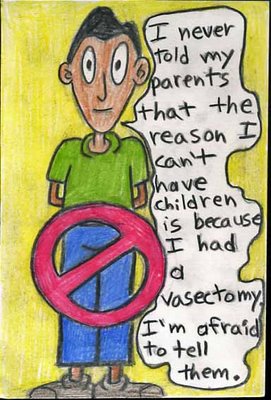 I never
told my
parents
that the
reason I
can't
have
children
is because
I had
a
vasectomy.
I'm afraid
to tell
them.